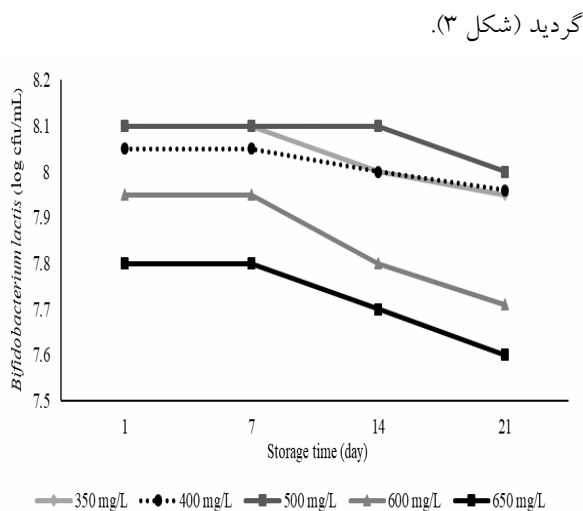 گردید (شکل ۳).
8.2
8.1
8
7.9
7.8
7.7
7.6
7.5
Bifidobacterium lactis (log cfu/mL)
1 7 14 21
Storage time (day)
350 mg/L 400 mg/L 500 mg/L 600 mg/L 650 mg/L